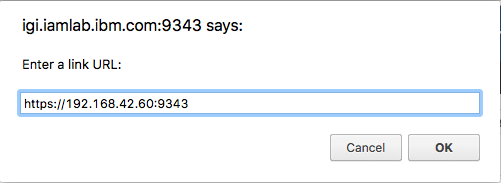 igi.iamlab.ibm.com:9343 says:
Enter a link URL:
https://192.168.42.60:9343
Cancel
OK